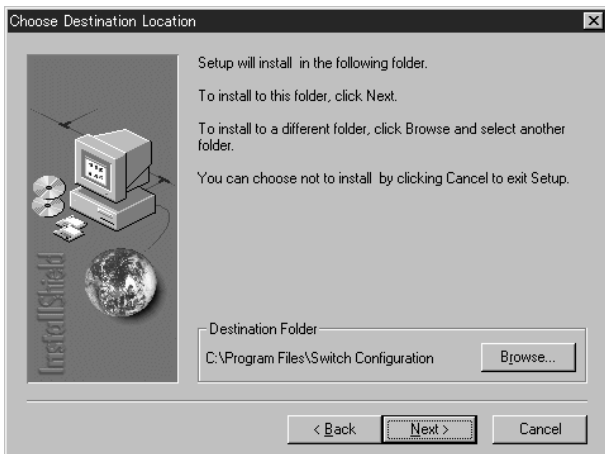 Choose Destination Location
Setup will install in the following folder.
To install to this folder, click Next.
To install to a different folder, click Browse and select another
folder.
You can choose not to install by clicking Cancel to exit Setup.
InstallShield
Destination Folder
C:\Program Files\Switch Configuration
Browse...
< Back
Next >
Cancel